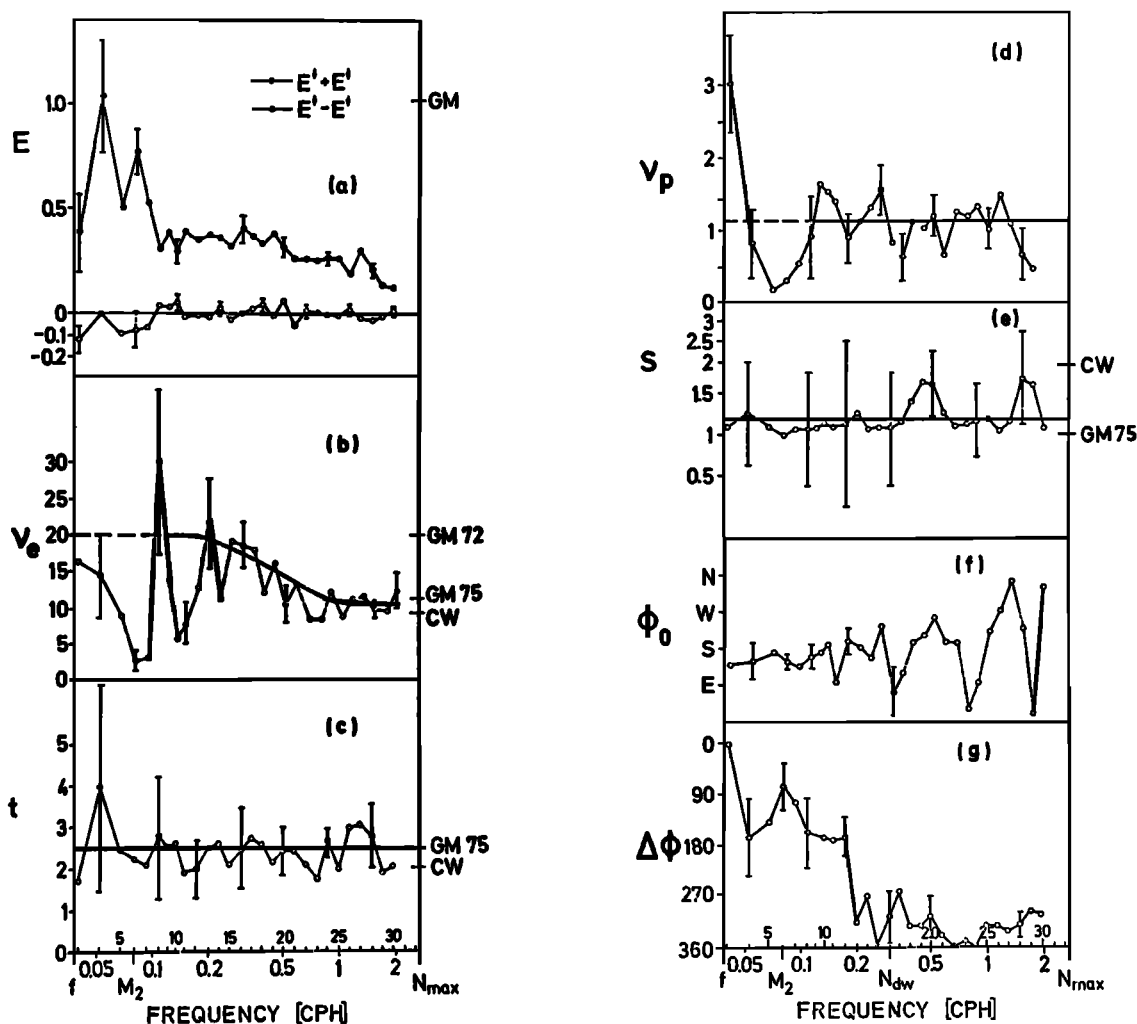 E
1.0
0.5
0
-0.1
-0.2
E↑+E↓
E↑-E↓
(a)
GM
νe
30
25
20
15
10
5
0
(b)
GM 72
GM 75
CW
t
5
4
3
2
1
0
(c)
GM 75
CW
5 10 15 20 25 30
0.05 0.1 0.2 0.5 1 2
f M2 Nmax
FREQUENCY [CPH]
νp
3
2
1
0
(d)
S
3
2.5
2
1.5
1
0.5
(e)
CW
GM 75
Φ0
N
W
S
E
(f)
ΔΦ
0
90
180
270
360
(g)
5 10 20 25 30
0.05 0.1 0.2 0.5 1 2
f M2 Ndw Nmax
FREQUENCY [CPH]